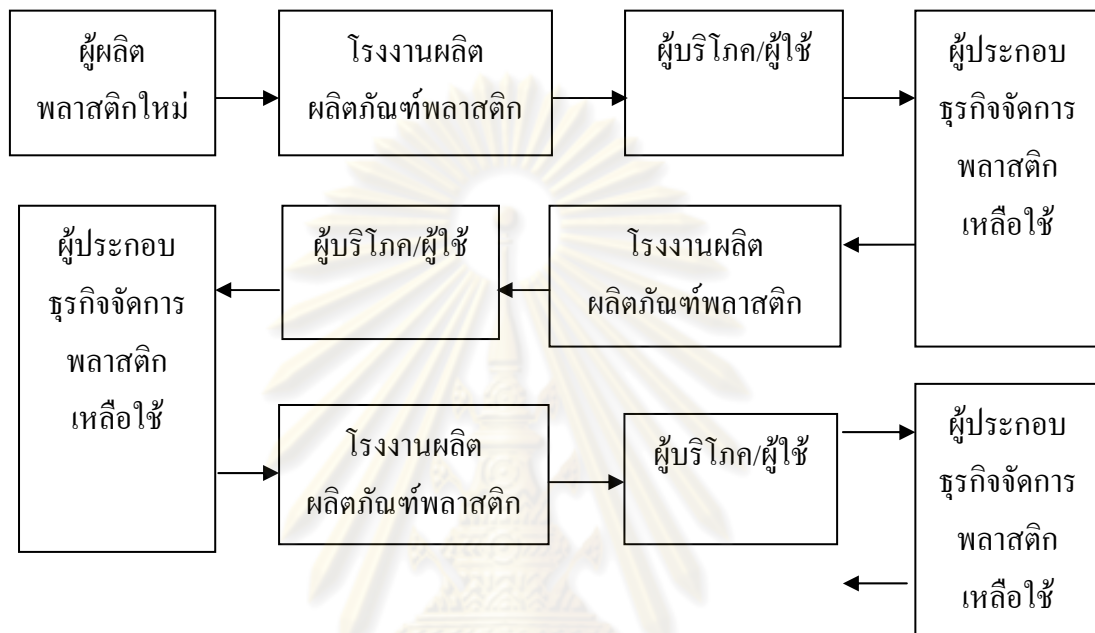 ผู้ผลิต
พลาสติกใหม่
โรงงานผลิต
ผลิตภัณฑ์พลาสติก
ผู้บริโภค/ผู้ใช้
ผู้ประกอบ
ธุรกิจจัดการ
พลาสติก
เหลือใช้
โรงงานผลิต
ผลิตภัณฑ์พลาสติก
ผู้บริโภค/ผู้ใช้
ผู้ประกอบ
ธุรกิจจัดการ
พลาสติก
เหลือใช้
โรงงานผลิต
ผลิตภัณฑ์พลาสติก
ผู้บริโภค/ผู้ใช้
ผู้ประกอบ
ธุรกิจจัดการ
พลาสติก
เหลือใช้